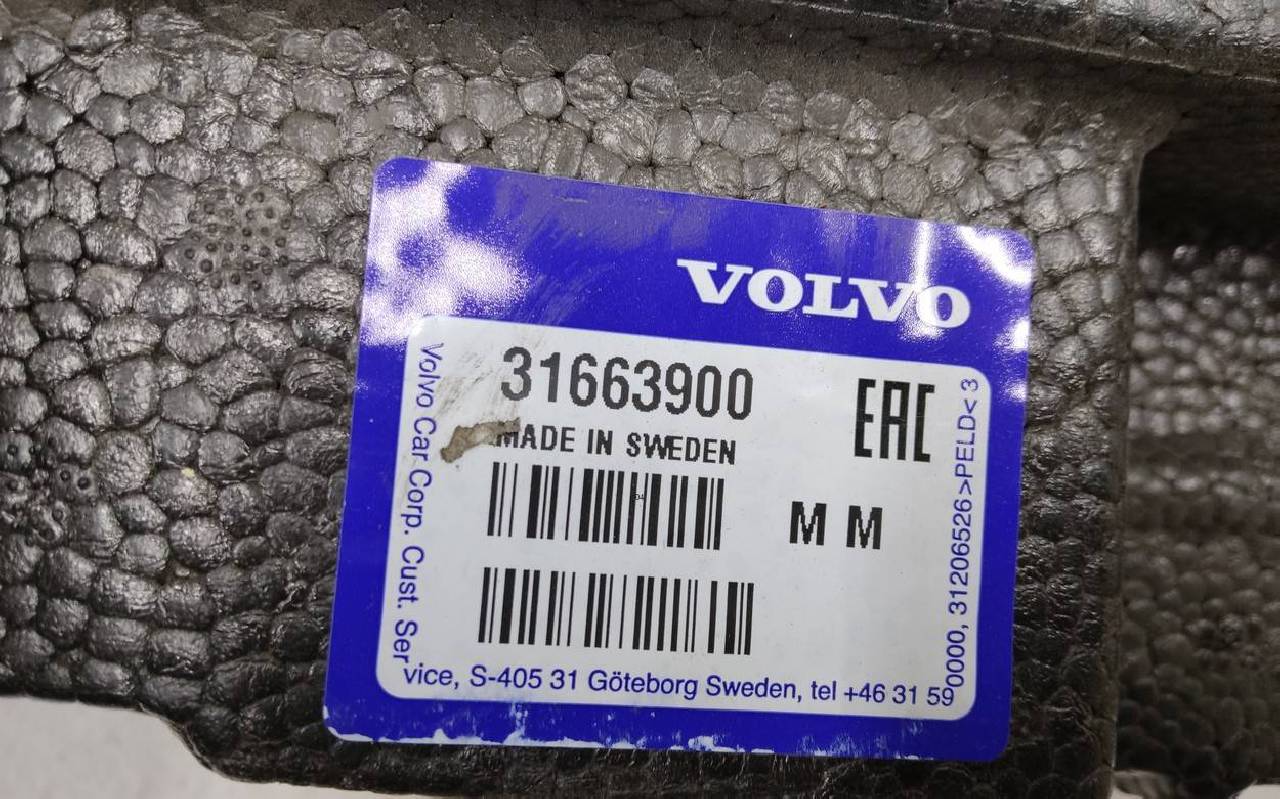 VOLVO
31663900
EAC
MADE IN SWEDEN
M M
Volvo Car Corp. Cust. Service, S-405 31 Göteborg Sweden, tel +46 31 590000, 31206526>PELD< 3